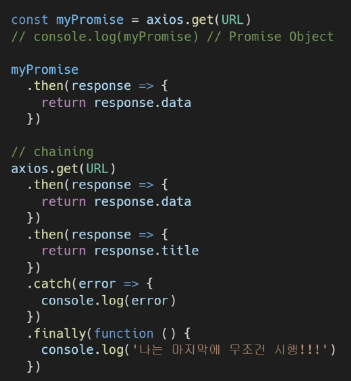 const myPromise = axios.get(URL)
// console.log(myPromise) // Promise Object

myPromise
  .then(response => {
    return response.data
  })

// chaining
axios.get(URL)
  .then(response => {
    return response.data
  })
  .then(response => {
    return response.title
  })
  .catch(error => {
    console.log(error)
  })
  .finally(function () {
    console.log('나는 마지막에 무조건 시행!!!')
  })